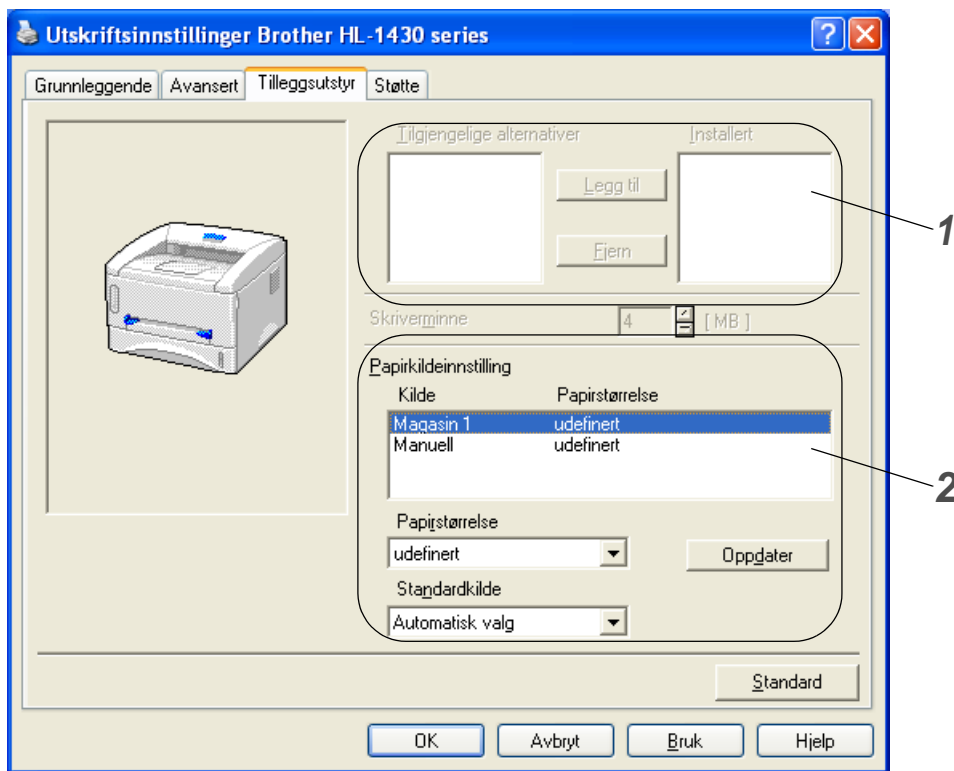 Utskriftsinnstillinger Brother HL-1430 series
Grunnleggende Avansert Tilleggsutstyr Støtte
Tilgjengelige alternativer Installert
Legg til
Fjern
1
Skriverminne 4 [ MB ]
Papirkildeinnstilling
Kilde Papirstørrelse
Magasin 1 udefinert
Manuell udefinert
2
Papirstørrelse
udefinert Oppdater
Standardkilde
Automatisk valg
Standard
OK Avbryt Bruk Hjelp